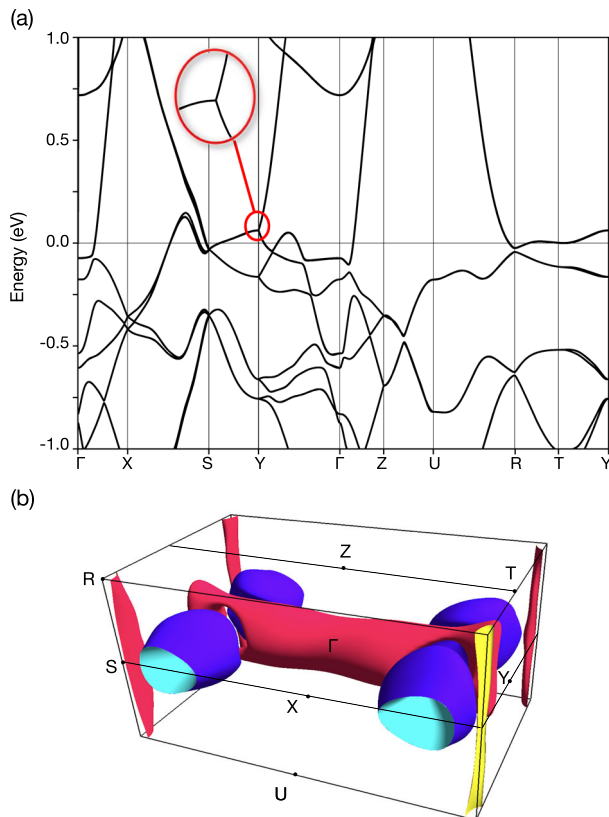 (a)
1.0
0.5
0.0
-0.5
-1.0
Energy (eV)
Γ X S Y Γ Z U R T Y
(b)
Z
T
R
Γ
S
Y
X
U